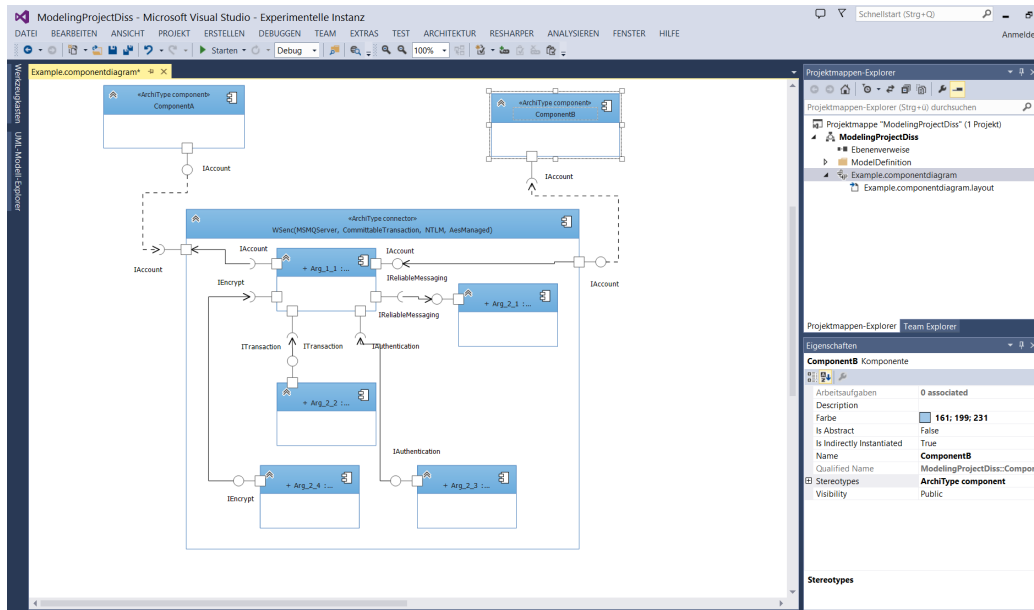 ModelingProjectDiss - Microsoft Visual Studio - Experimentelle Instanz
Schnellstart (Strg+Q)
DATEI BEARBEITEN ANSICHT PROJEKT ERSTELLEN DEBUGGEN TEAM EXTRAS TEST ARCHITEKTUR RESHARPER ANALYSIEREN FENSTER HILFE
Anmelde
Starten Debug 100%
Werkzeugkasten
UML-Modell-Explorer
Example.componentdiagram*
«ArchiType component»
ComponentA
«ArchiType component»
ComponentB
IAccount
IAccount
«ArchiType connector»
WSenc(MSMQServer, CommittableTransaction, NTLM, AesManaged)
IAccount
IAccount
IAccount
+ Arg_1_1 :...
IReliableMessaging
IEncrypt
IAccount
+ Arg_2_1 :...
IReliableMessaging
ITransaction
ITransaction
IAuthentication
+ Arg_2_2 :...
IAuthentication
+ Arg_2_4 :...
+ Arg_2_3 :...
IEncrypt
Projektmappen-Explorer
Projektmappen-Explorer (Strg+ü) durchsuchen
Projektmappe "ModelingProjectDiss" (1 Projekt)
ModelingProjectDiss
Ebenenverweise
ModelDefinition
Example.componentdiagram
Example.componentdiagram.layout
Projektmappen-Explorer Team Explorer
Eigenschaften
ComponentB Komponente
Arbeitsaufgaben 0 associated
Description
Farbe 161; 199; 231
Is Abstract False
Is Indirectly Instantiated True
Name ComponentB
Qualified Name ModelingProjectDiss::Compor
Stereotypes ArchiType component
Visibility Public
Stereotypes